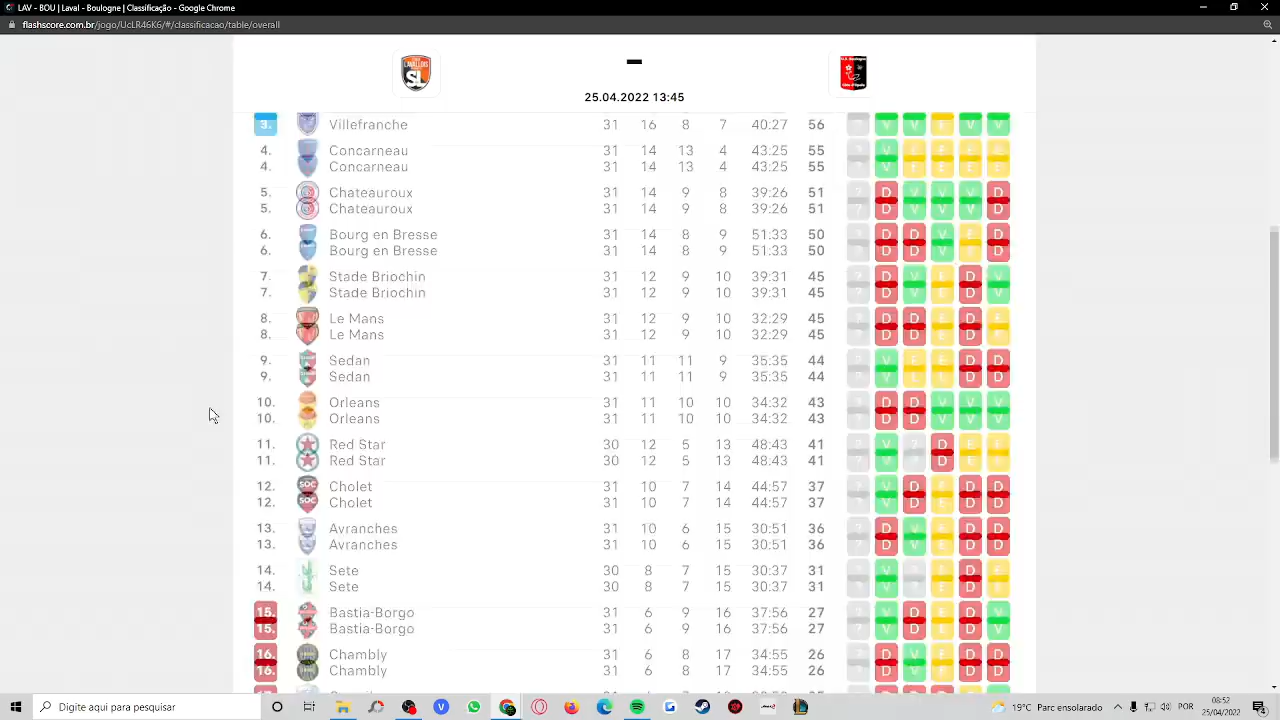 LAV - BOU | Laval - Boulogne | Classificação - Google Chrome
flashscore.com.br/jogo/UcLR46K6/#/classificacao/table/overall
-
25.04.2022 13:45
3. Villefranche 31 16 8 7 40:27 56 ? V V E V V
4. Concarneau 31 14 13 4 43:25 55 ? V E E E E
4. Concarneau 31 14 13 4 43:25 55 ? V E E E E
5. Chateauroux 31 14 9 8 39:26 51 ? D V V V D
5. Chateauroux 31 14 9 8 39:26 51 ? D V V V D
6. Bourg en Bresse 31 14 8 9 51:33 50 ? D D V E D
6. Bourg en Bresse 31 14 8 9 51:33 50 ? D D V E D
7. Stade Briochin 31 12 9 10 39:31 45 ? D V E D V
7. Stade Briochin 31 12 9 10 39:31 45 ? D V E D V
8. Le Mans 31 12 9 10 32:29 45 ? D D E D E
8. Le Mans 31 12 9 10 32:29 45 ? D D E D E
9. Sedan 31 11 11 9 35:35 44 ? V E E D D
9. Sedan 31 11 11 9 35:35 44 ? V E E D D
10. Orleans 31 11 10 10 34:32 43 ? D D V V V
10. Orleans 31 11 10 10 34:32 43 ? D D V V V
11. Red Star 30 12 5 13 48:43 41 ? V ? D E E
11. Red Star 30 12 5 13 48:43 41 ? V ? D E E
12. Cholet 31 10 7 14 44:57 37 ? V D E D D
12. Cholet 31 10 7 14 44:57 37 ? V D E D D
13. Avranches 31 10 6 15 30:51 36 ? D V E D D
13. Avranches 31 10 6 15 30:51 36 ? D V E D D
14. Sete 30 8 7 15 30:37 31 ? V ? E D E
14. Sete 30 8 7 15 30:37 31 ? V ? E D E
15. Bastia-Borgo 31 6 9 16 37:56 27 ? V D E D V
15. Bastia-Borgo 31 6 9 16 37:56 27 ? V D E D V
16. Chambly 31 6 8 17 34:55 26 ? D V E D D
16. Chambly 31 6 8 17 34:55 26 ? D V E D D
Digite aqui para pesquisar
19°C Parc ensolarado
POR
08:52
25/04/2022